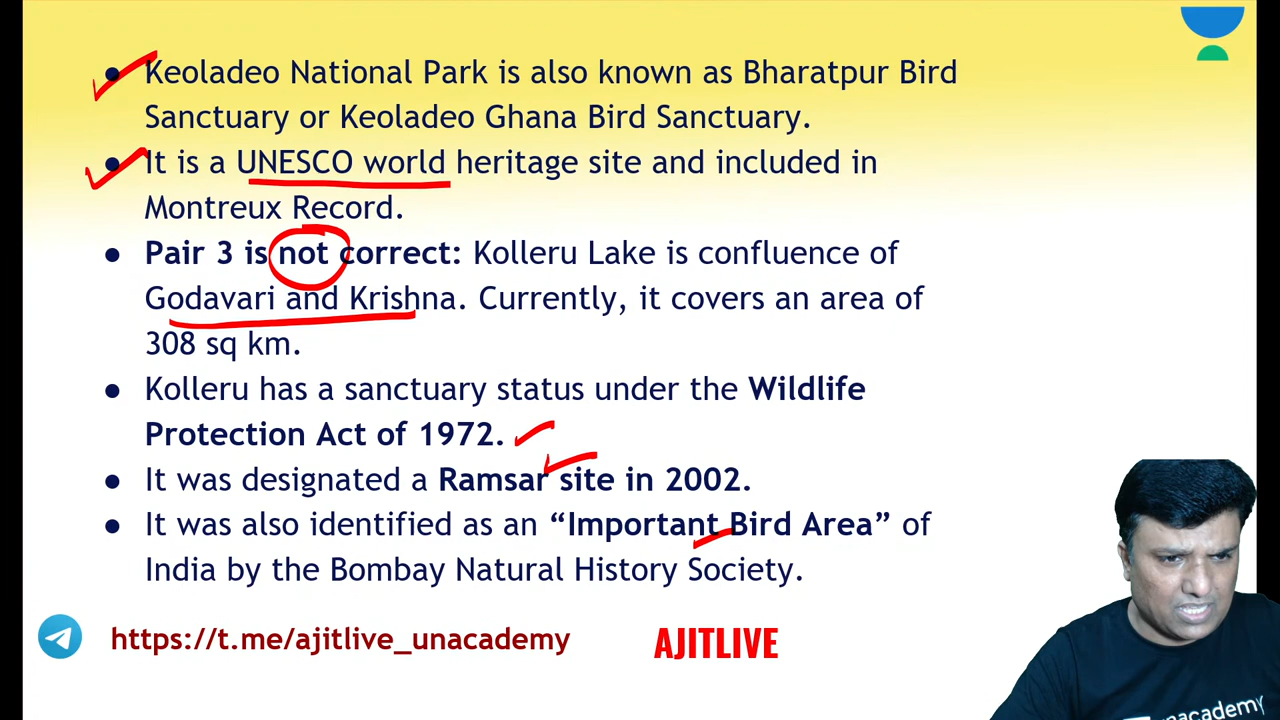 ● Keoladeo National Park is also known as Bharatpur Bird
Sanctuary or Keoladeo Ghana Bird Sanctuary.
● It is a UNESCO world heritage site and included in
Montreux Record.
● Pair 3 is not correct: Kolleru Lake is confluence of
Godavari and Krishna. Currently, it covers an area of
308 sq km.
● Kolleru has a sanctuary status under the Wildlife
Protection Act of 1972.
● It was designated a Ramsar site in 2002.
● It was also identified as an “Important Bird Area” of
India by the Bombay Natural History Society.
https://t.me/ajitlive_unacademy
AJITLIVE
unacademy